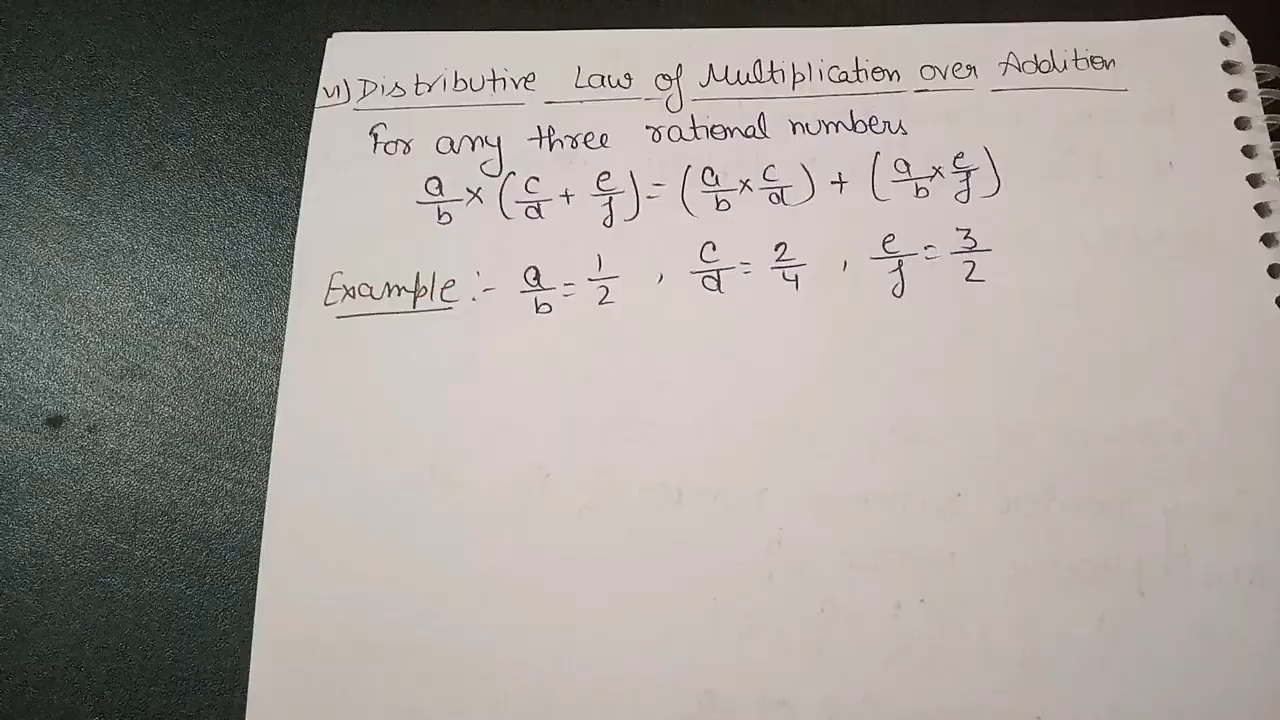 vi) Distributive Law of Multiplication over Addition
For any three rational numbers
a/b × (c/d + e/f) = (a/b × c/d) + (a/b × e/f)
Example :- a/b = 1/2 , c/d = 2/4 , e/f = 3/2